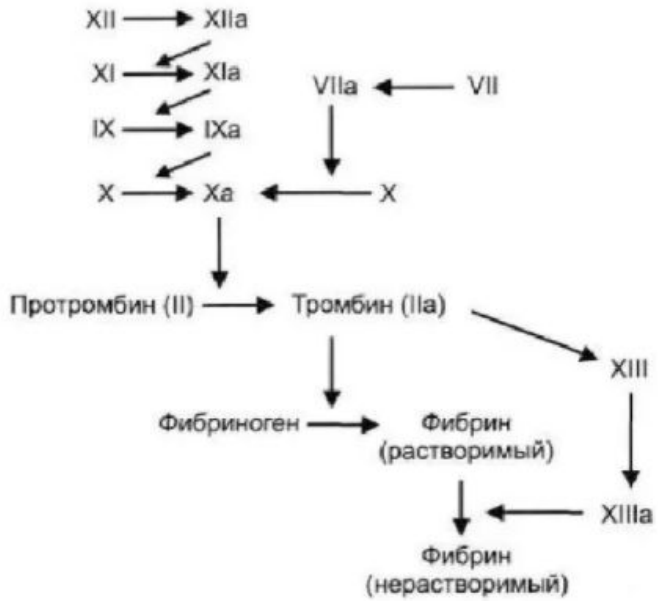 XII XIIa
XI XIa VIIa VII
IX IXa
X Xa X
Протромбин (II) Тромбин (IIa)
XIII
Фибриноген Фибрин
(растворимый)
XIIIa
Фибрин
(нерастворимый)